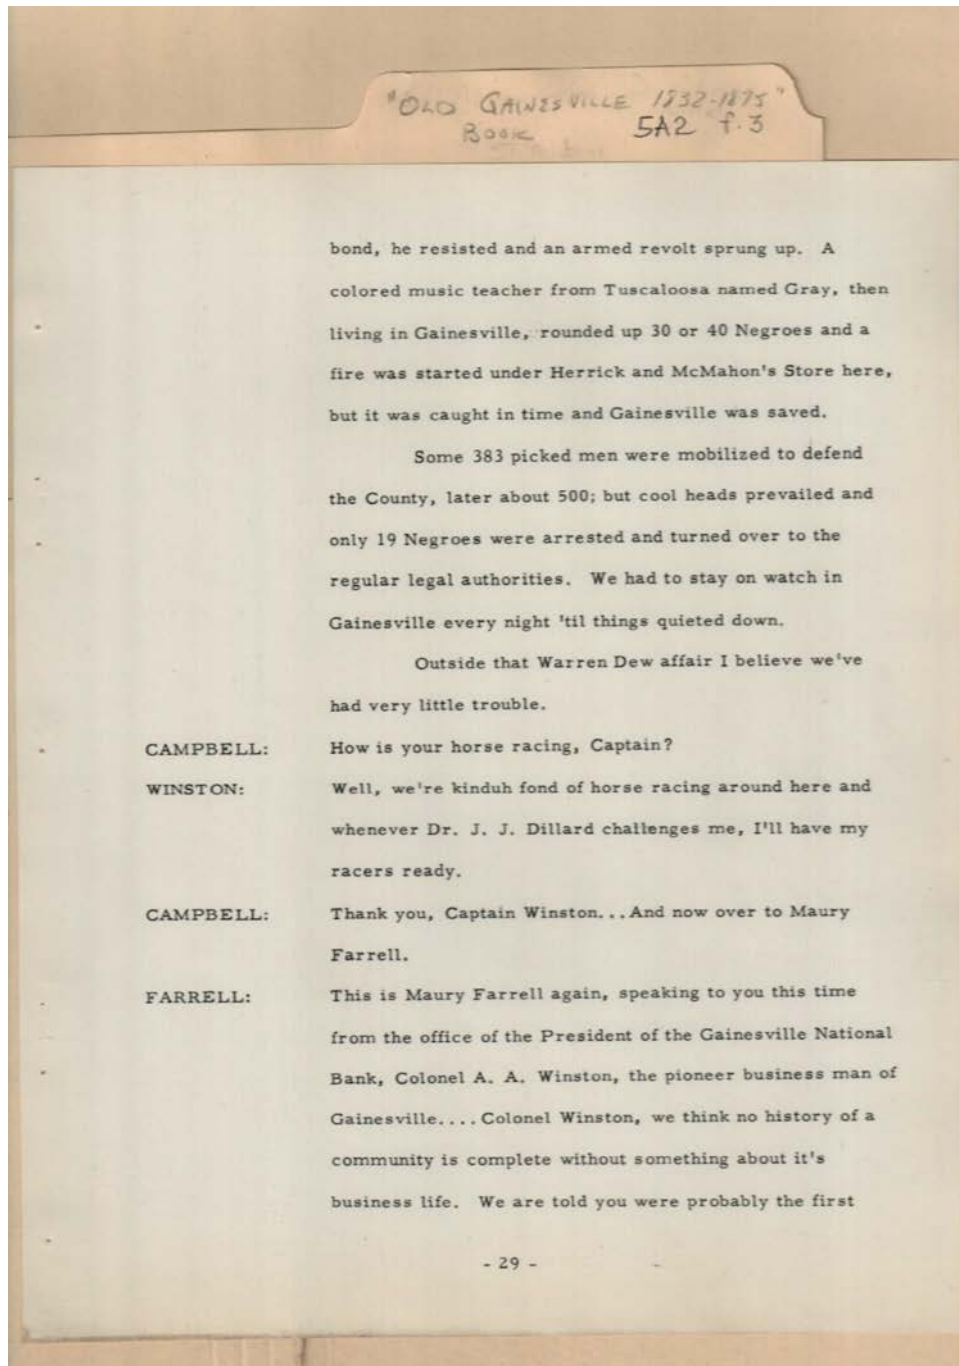 "OLD GAINESVILLE 1832-1875"
BOOK 5A2 f.3
bond, he resisted and an armed revolt sprung up. A
colored music teacher from Tuscaloosa named Gray, then
living in Gainesville, rounded up 30 or 40 Negroes and a
fire was started under Herrick and McMahon's Store here,
but it was caught in time and Gainesville was saved.
Some 383 picked men were mobilized to defend
the County, later about 500; but cool heads prevailed and
only 19 Negroes were arrested and turned over to the
regular legal authorities. We had to stay on watch in
Gainesville every night 'til things quieted down.
Outside that Warren Dew affair I believe we've
had very little trouble.
CAMPBELL: How is your horse racing, Captain?
WINSTON: Well, we're kinduh fond of horse racing around here and
whenever Dr. J. J. Dillard challenges me, I'll have my
racers ready.
CAMPBELL: Thank you, Captain Winston...And now over to Maury
Farrell.
FARRELL: This is Maury Farrell again, speaking to you this time
from the office of the President of the Gainesville National
Bank, Colonel A. A. Winston, the pioneer business man of
Gainesville....Colonel Winston, we think no history of a
community is complete without something about it's
business life. We are told you were probably the first
- 29 -